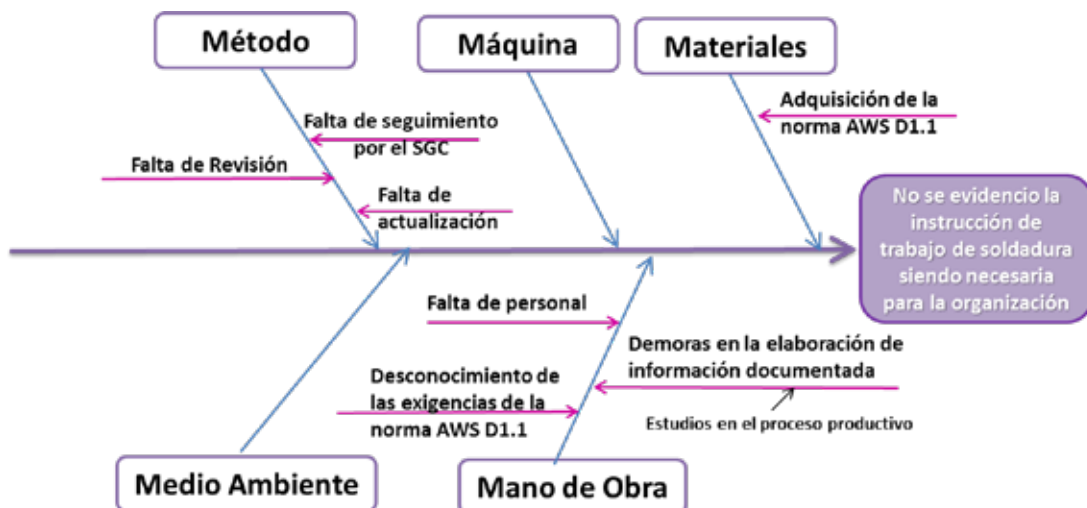 Método
Máquina
Materiales
Falta de seguimiento
por el SGC
Falta de Revisión
Falta de
actualización
Adquisición de la
norma AWS D1.1
No se evidencio la
instrucción de
trabajo de soldadura
siendo necesaria
para la organización
Falta de personal
Demoras en la elaboración de
información documentada
Desconocimiento de
las exigencias de la
norma AWS D1.1
Estudios en el proceso productivo
Medio Ambiente
Mano de Obra